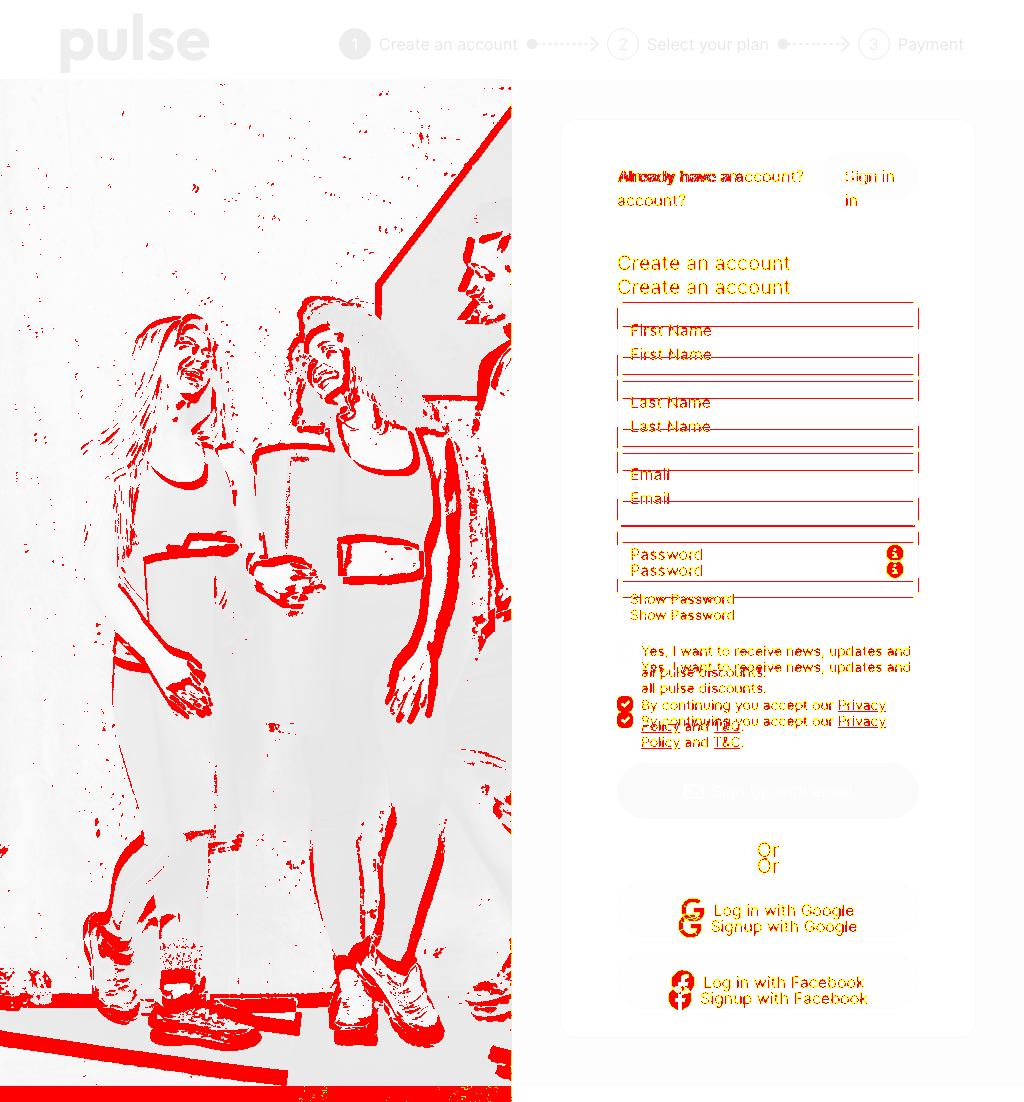 pulse
1 Create an account 2 Select your plan 3 Payment
Already have an account? Sign in
account? in
Create an account
Create an account
First Name
First Name
Last Name
Last Name
Email
Email
Password
Password
Show Password
Show Password
Yes, I want to receive news, updates and
Yes, I want to receive news, updates and
all pulse discounts.
all pulse discounts.
By continuing you accept our Privacy
By continuing you accept our Privacy
Policy and T&C.
Policy and T&C.
Sign up with email
Or
Or
Log in with Google
Signup with Google
Log in with Facebook
Signup with Facebook